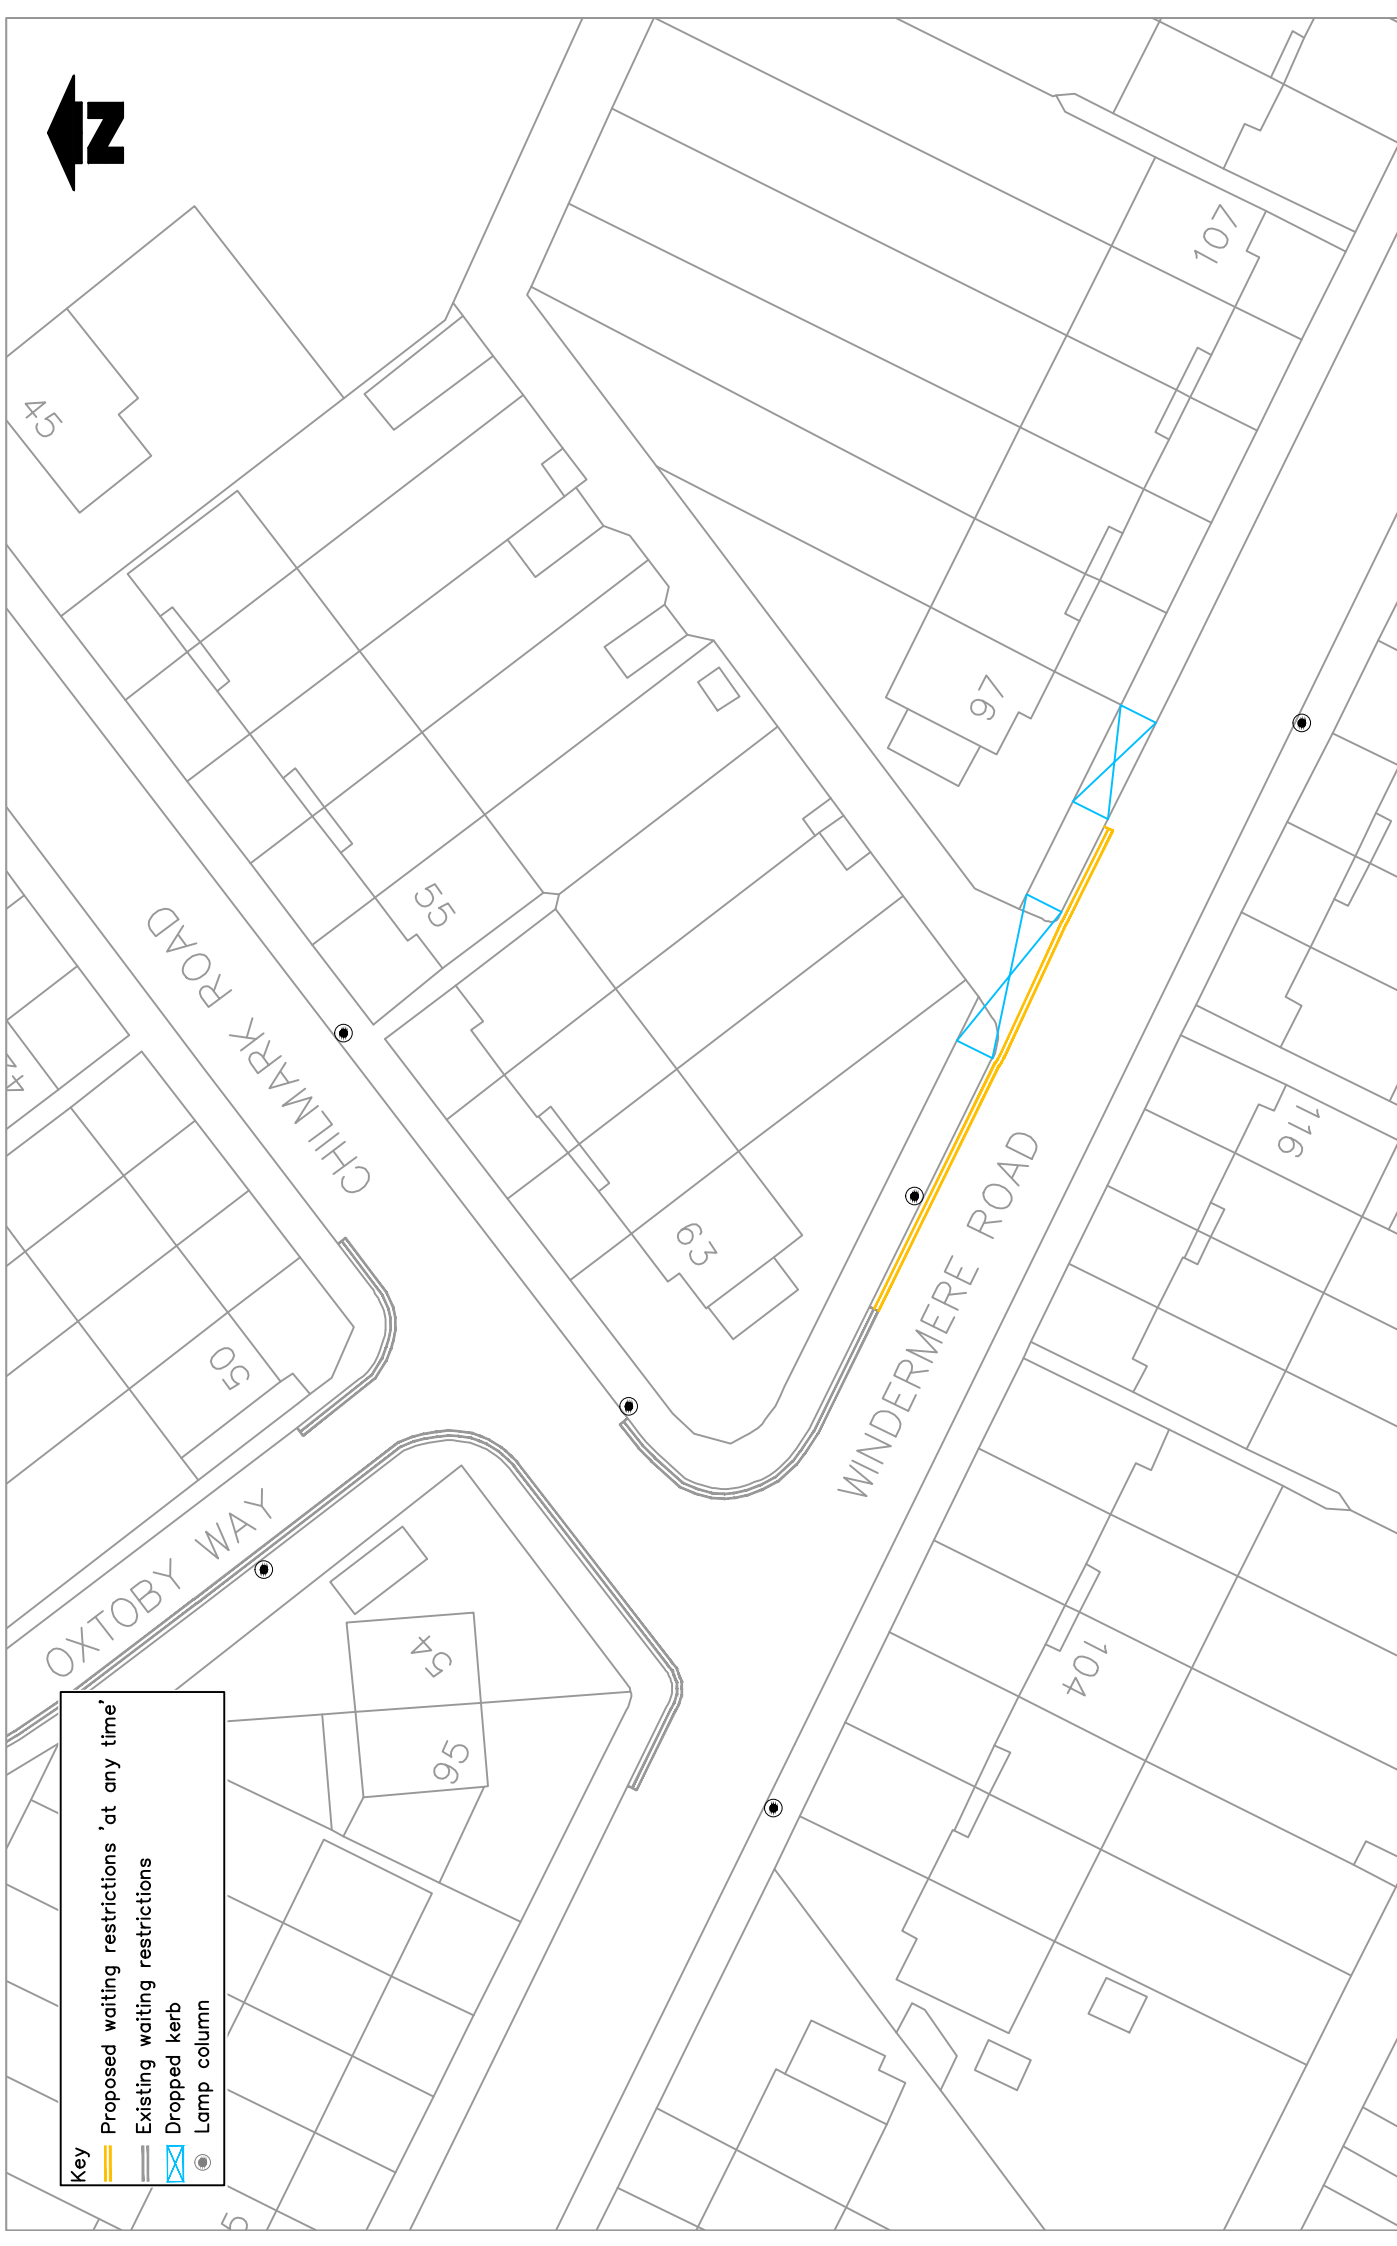 N
45
107
97
CHILMARK ROAD
55
42
63
116
WINDERMERE ROAD
50
OXTOBY WAY
54
95
104
Key
Proposed waiting restrictions 'at any time'
Existing waiting restrictions
Dropped kerb
Lamp column